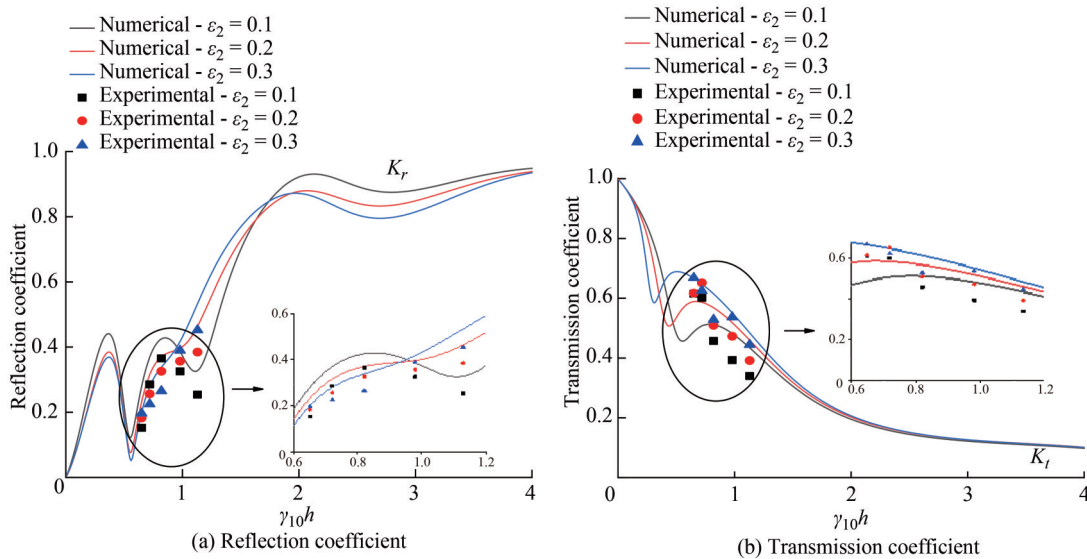 Numerical - ε₂ = 0.1
Numerical - ε₂ = 0.2
Numerical - ε₂ = 0.3
Experimental - ε₂ = 0.1
Experimental - ε₂ = 0.2
Experimental - ε₂ = 0.3
1.0
0.8
0.6
0.4
0.2
0
1
2
3
4
Reflection coefficient
Kᵣ
0.6
0.4
0.2
0
0.6
0.8
1.0
1.2
γ₁₀h
(a) Reflection coefficient
Numerical - ε₂ = 0.1
Numerical - ε₂ = 0.2
Numerical - ε₂ = 0.3
Experimental - ε₂ = 0.1
Experimental - ε₂ = 0.2
Experimental - ε₂ = 0.3
1.0
0.8
0.6
0.4
0.2
0
1
2
3
4
Transmission coefficient
0.6
0.4
0.2
0
0.6
0.8
1.0
1.2
Kₜ
γ₁₀h
(b) Transmission coefficient